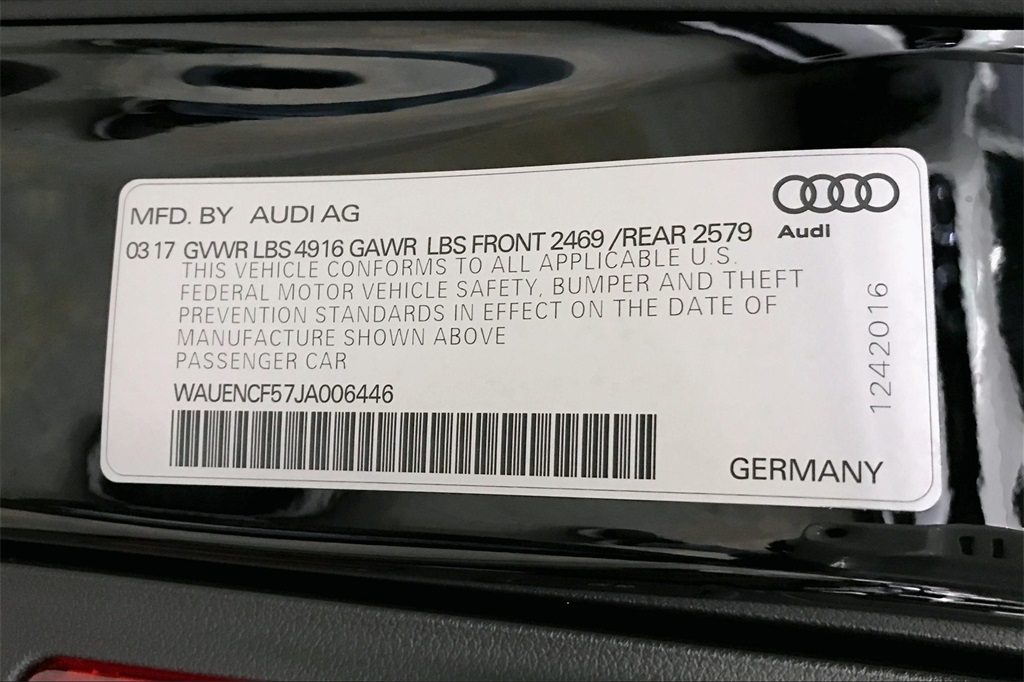 MFD. BY AUDI AG
03 17 GVWR LBS 4916 GAWR LBS FRONT 2469 /REAR 2579
THIS VEHICLE CONFORMS TO ALL APPLICABLE U.S.
FEDERAL MOTOR VEHICLE SAFETY, BUMPER AND THEFT
PREVENTION STANDARDS IN EFFECT ON THE DATE OF
MANUFACTURE SHOWN ABOVE
PASSENGER CAR
WAUENCF57JA006446
Audi
1242016
GERMANY